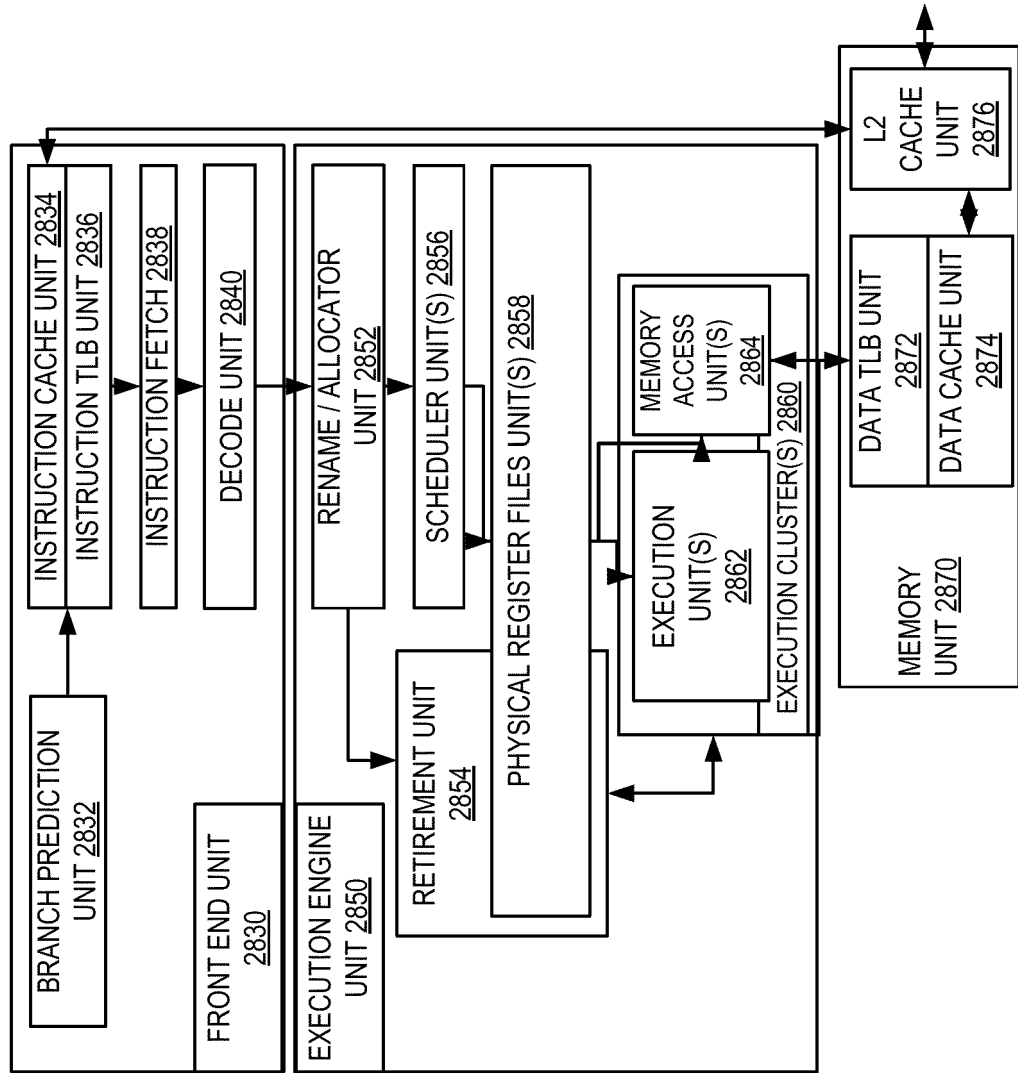 BRANCH PREDICTION
UNIT 2832
INSTRUCTION CACHE UNIT 2834
INSTRUCTION TLB UNIT 2836
INSTRUCTION FETCH 2838
DECODE UNIT 2840
FRONT END UNIT
2830
EXECUTION ENGINE
UNIT 2850
RENAME / ALLOCATOR
UNIT 2852
RETIREMENT UNIT
2854
SCHEDULER UNIT(S) 2856
PHYSICAL REGISTER FILES UNIT(S) 2858
EXECUTION
UNIT(S)
2862
MEMORY
ACCESS
UNIT(S)
2864
EXECUTION CLUSTER(S) 2860
MEMORY
UNIT 2870
DATA TLB UNIT
2872
DATA CACHE UNIT
2874
L2
CACHE
UNIT
2876